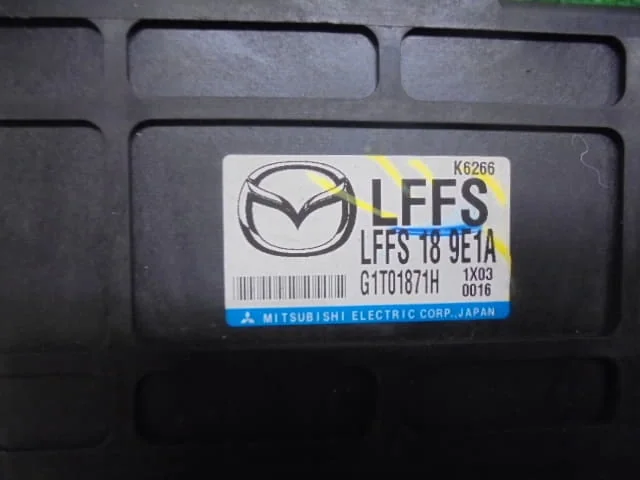 K6266
LFFS
LFFS 18 9E1A
G1T01871H 1X03
0016
MITSUBISHI ELECTRIC CORP.,JAPAN